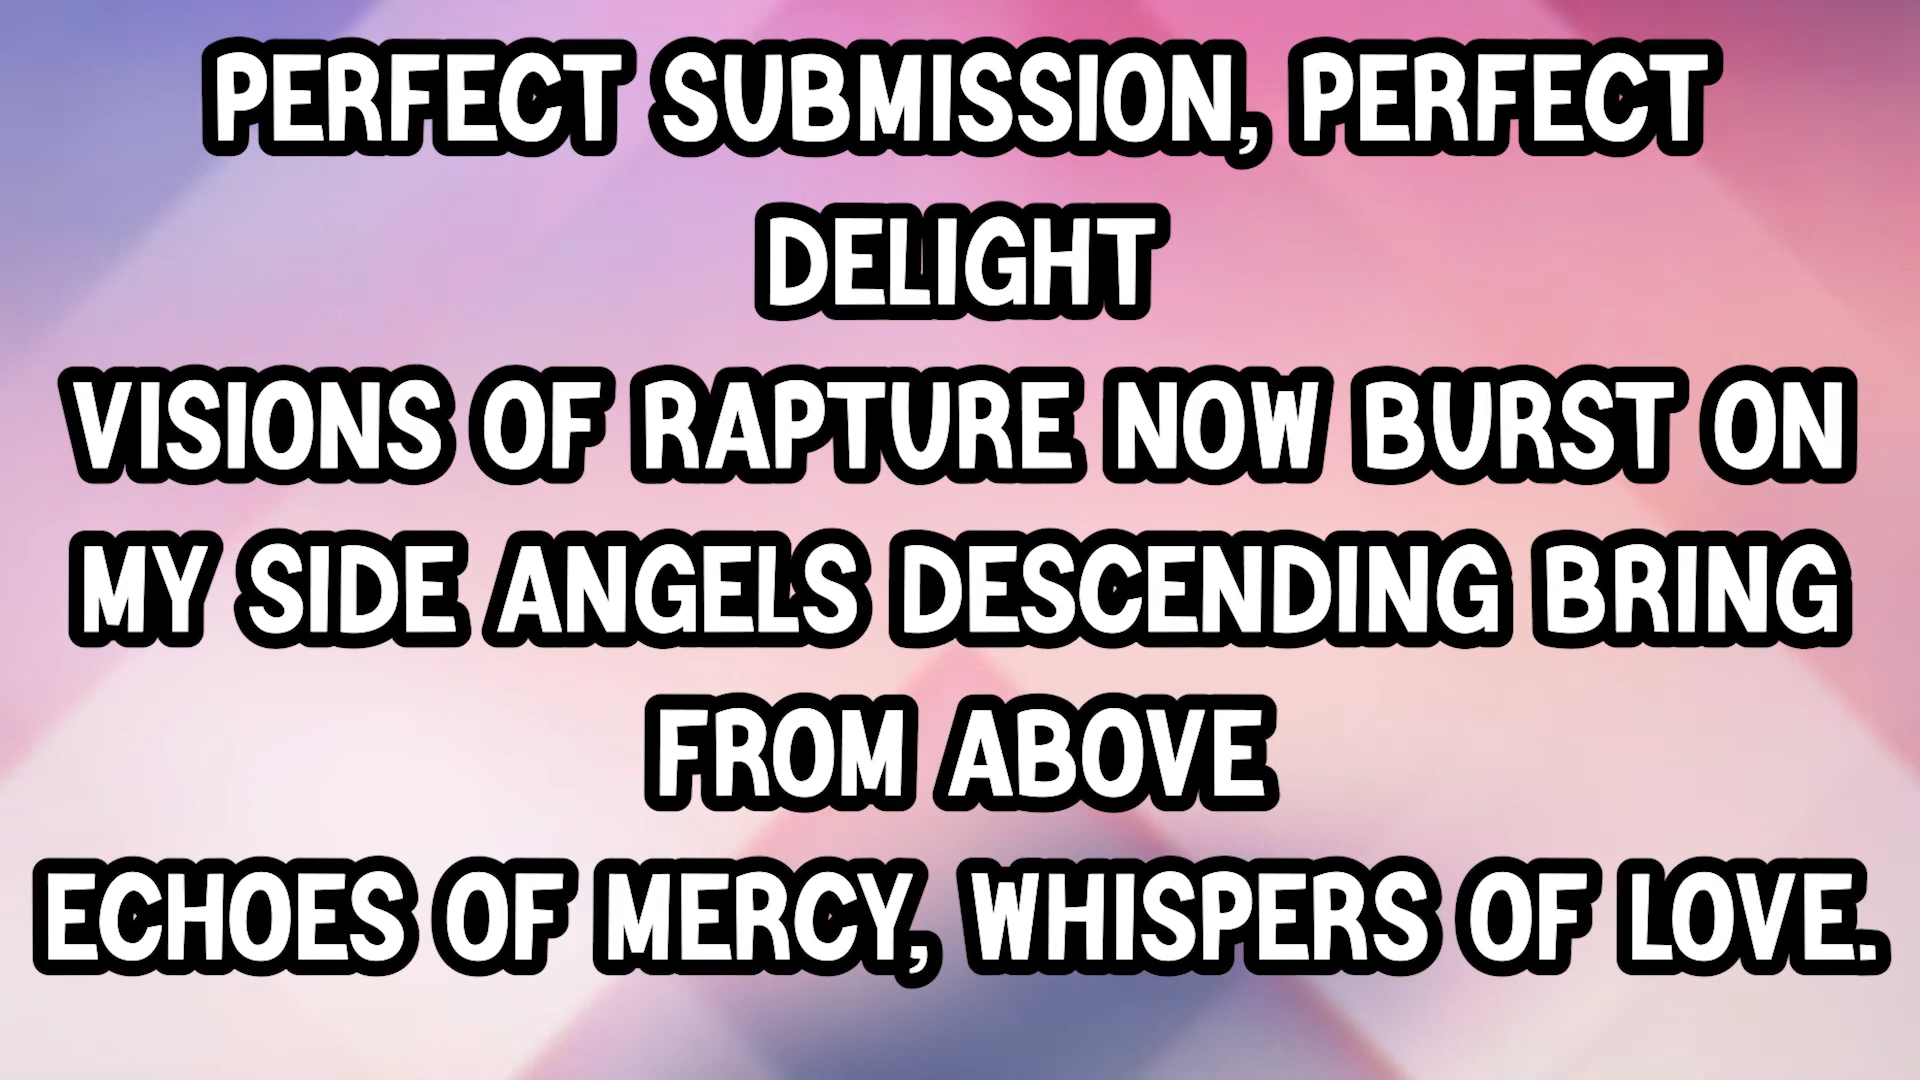 PERFECT SUBMISSION, PERFECT
DELIGHT
VISIONS OF RAPTURE NOW BURST ON
MY SIDE ANGELS DESCENDING BRING
FROM ABOVE
ECHOES OF MERCY, WHISPERS OF LOVE.